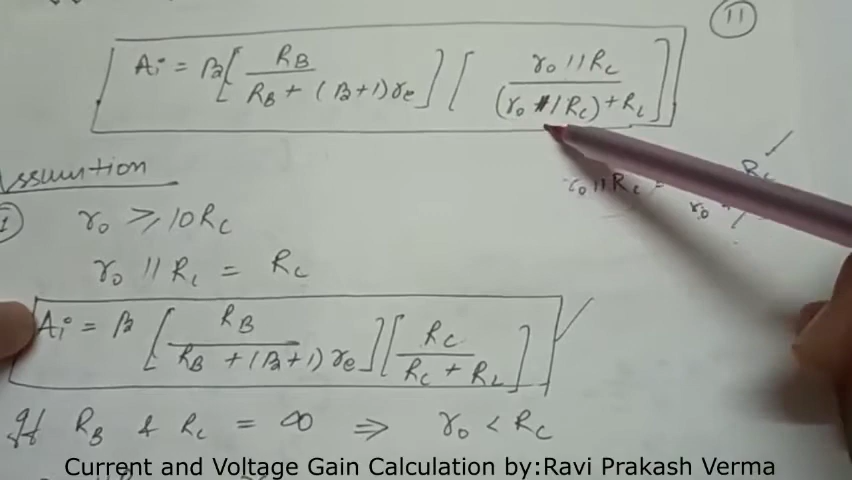 11
Ai = β [ RB / RB + (β+1)re ] [ ro // RC / (ro // RC) + RL ]
Assumtion
1 ro ≥ 10RC
ro // RC = RC
Ai = β [ RB / RB + (β+1) re ] [ RC / RC + RL ]
If RB & RC = ∞ ⇒ ro < RC
Current and Voltage Gain Calculation by:Ravi Prakash Verma